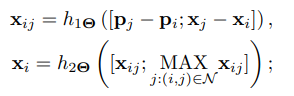 x_{ij} = h_{1Θ} ([p_j − p_i; x_j − x_i]) ,
x_i = h_{2Θ} ([x_{ij}; MAX_{j:(i,j)∈𝒩} x_{ij}]) ;